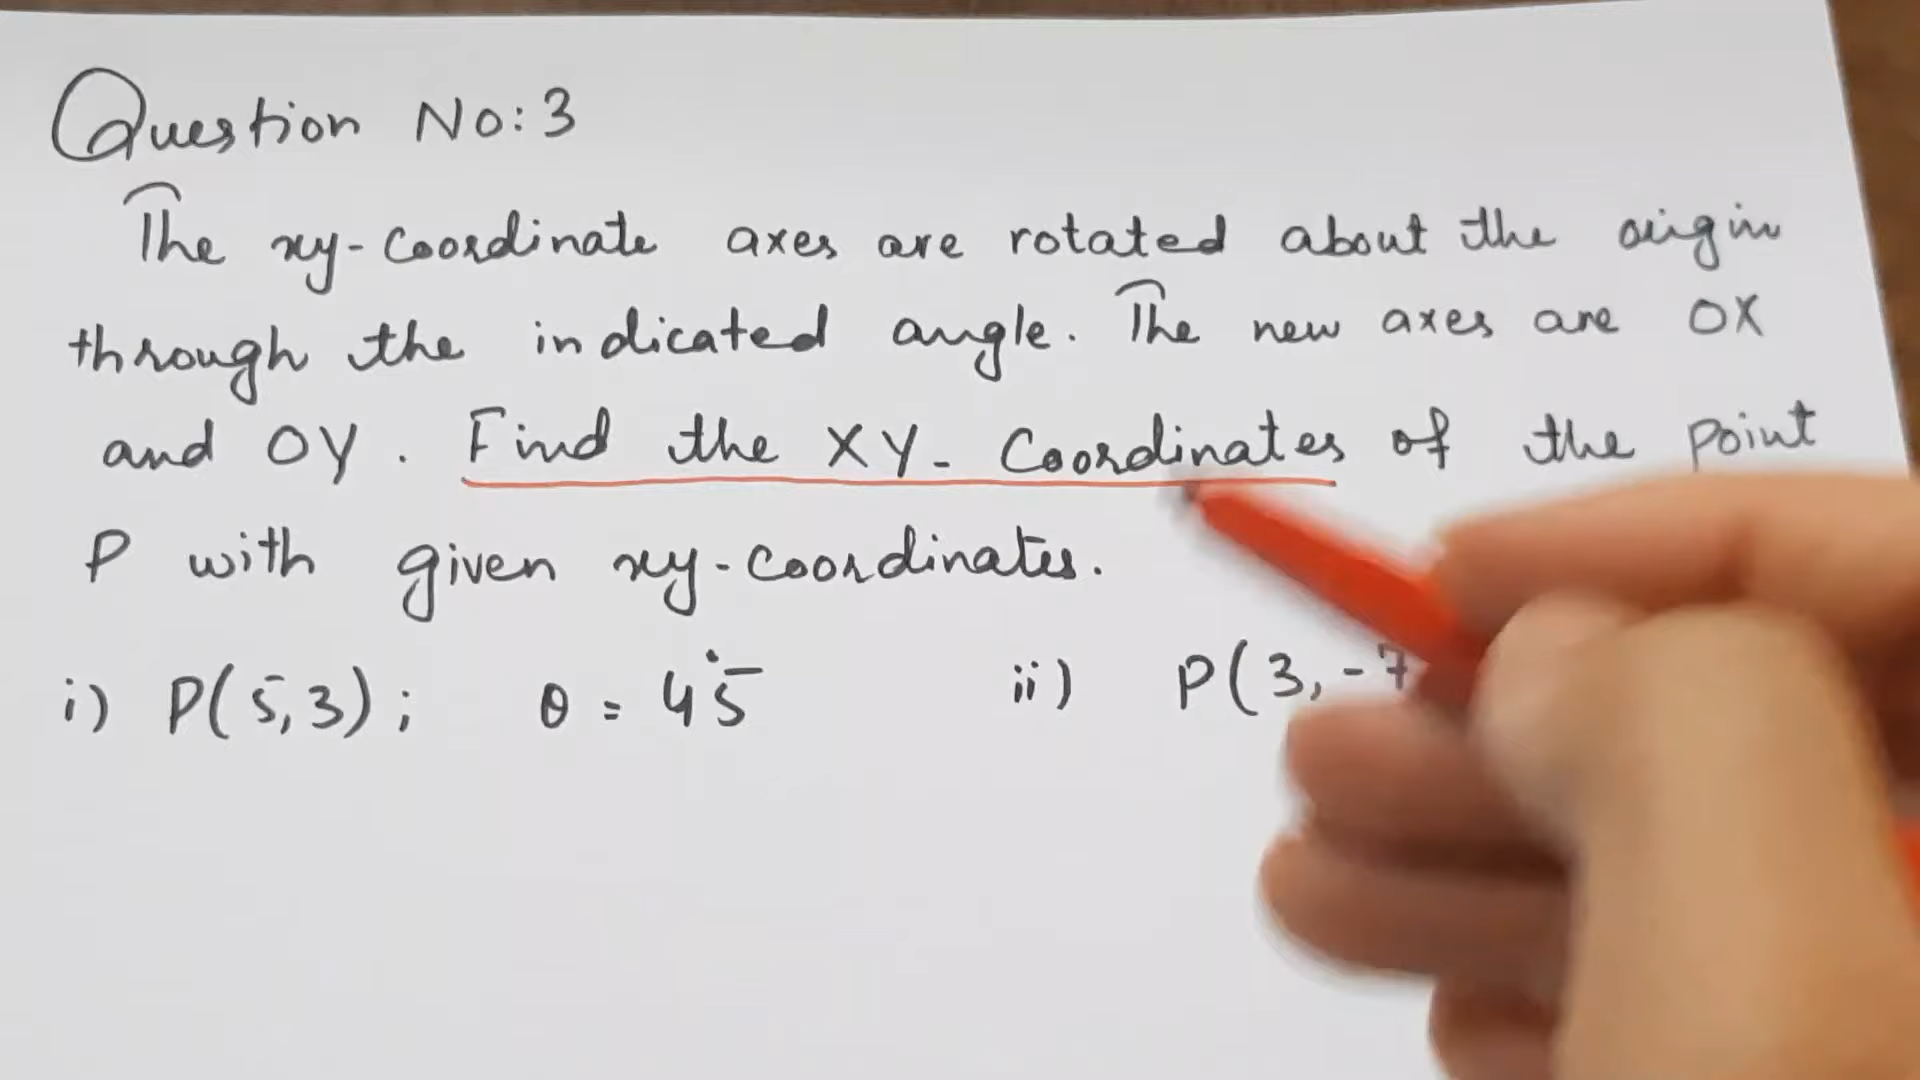 Question No: 3
The xy-coordinate axes are rotated about the origin
through the indicated angle. The new axes are OX
and OY. Find the XY-Coordinates of the point
P with given xy-coordinates.
i) P(5,3); θ = 45° ii) P(3,-7